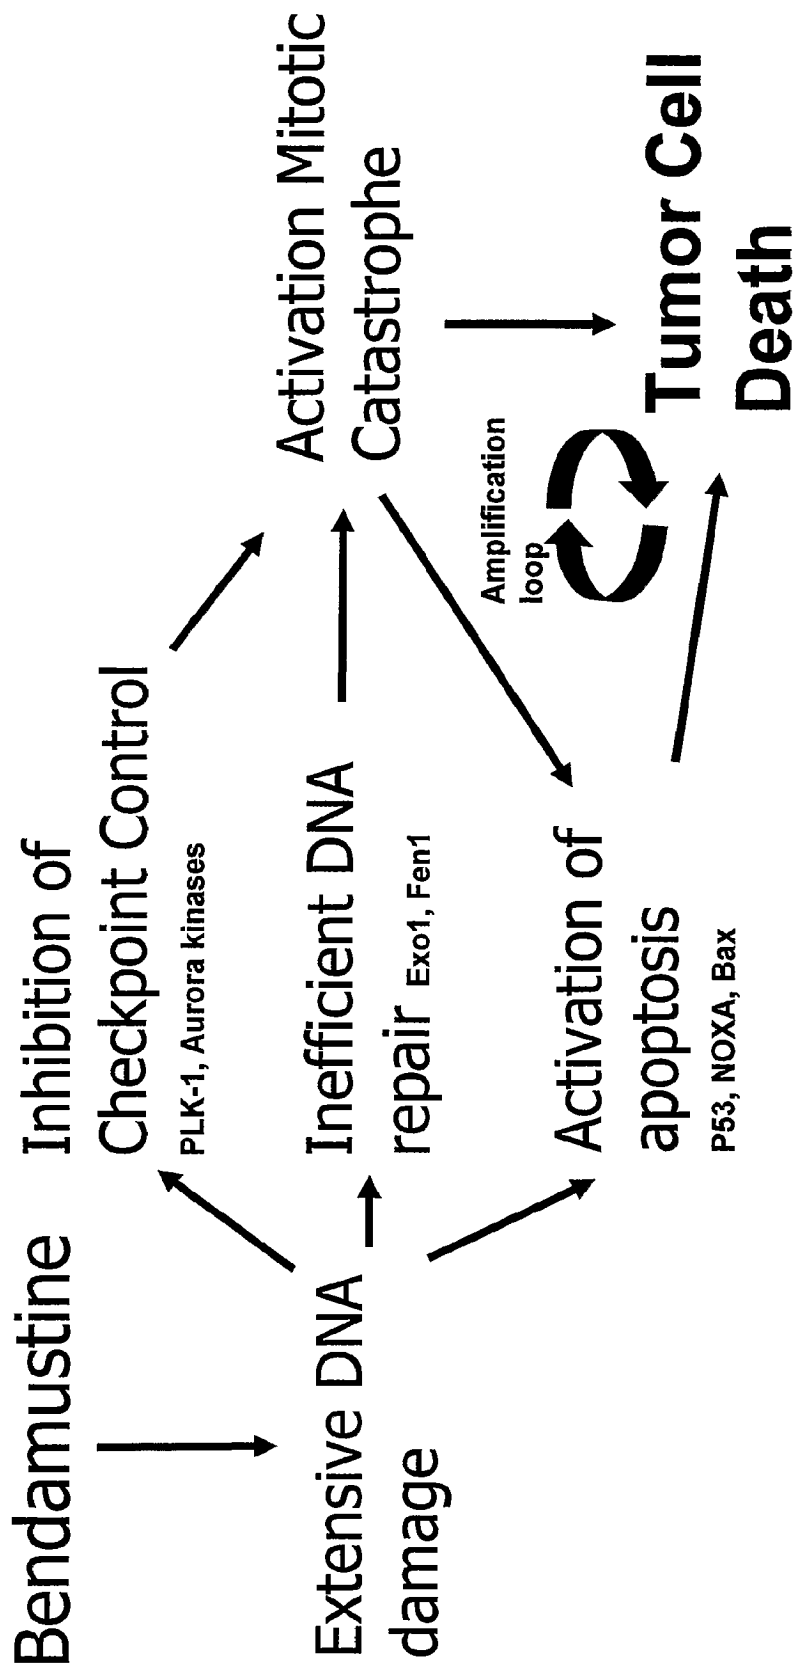 Bendamustine
Extensive DNA
damage
Inhibition of
Checkpoint Control
PLK-1, Aurora kinases
Inefficient DNA
repair Exo1, Fen1
Activation of
apoptosis
P53, NOXA, Bax
Activation Mitotic
Catastrophe
Amplification
loop
Tumor Cell
Death